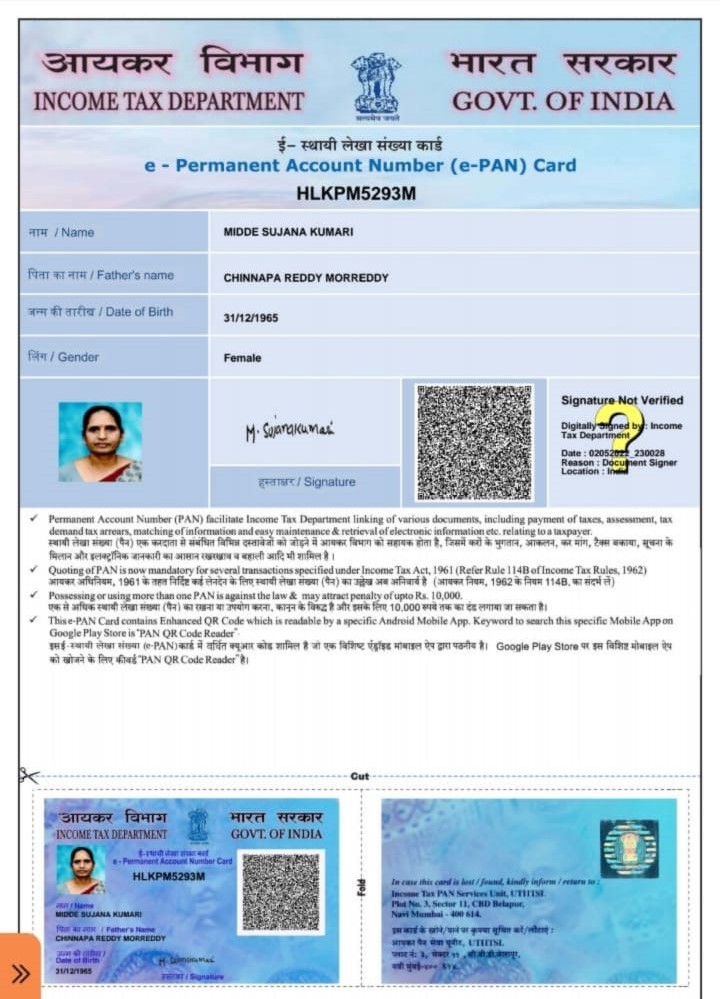 आयकर विभाग
INCOME TAX DEPARTMENT
सत्यमेव जयते
भारत सरकार
GOVT. OF INDIA
ई- स्थायी लेखा संख्या कार्ड
e - Permanent Account Number (e-PAN) Card
HLKPM5293M
नाम / Name
MIDDE SUJANA KUMARI
पिता का नाम / Father's name
CHINNAPA REDDY MORREDDY
जन्म की तारीख / Date of Birth
31/12/1965
लिंग / Gender
Female
M. Sujanakumari
हस्ताक्षर / Signature
Signature Not Verified
Digitally Signed by: Income
Tax Department
Date : 02052022_230028
Reason : Document Signer
Location : India
✓ Permanent Account Number (PAN) facilitate Income Tax Department linking of various documents, including payment of taxes, assessment, tax
demand tax arrears, matching of information and easy maintenance & retrieval of electronic information etc. relating to a taxpayer.
स्थायी लेखा संख्या (पैन) एक करदाता से संबंधित विभिन्न दस्तावेजों को जोड़ने में आयकर विभाग को सहायक होता है, जिसमें करों के भुगतान, आकलन, कर मांग, टैक्स बकाया, सूचना के
मिलान और इलक्ट्रॉनिक जानकारी का आसान रखरखाव व बहाली आदि भी शामिल है ।
✓ Quoting of PAN is now mandatory for several transactions specified under Income Tax Act, 1961 (Refer Rule 114B of Income Tax Rules, 1962)
आयकर अधिनियम, 1961 के तहत निर्दिष्ट कई लेनदेन के लिए स्थायी लेखा संख्या (पैन) का उल्लेख अब अनिवार्य है (आयकर नियम, 1962 के नियम 114B, का संदर्भ लें)
✓ Possessing or using more than one PAN is against the law & may attract penalty of upto Rs. 10,000.
एक से अधिक स्थायी लेखा संख्या (पैन) का रखना या उपयोग करना, कानून के विरुद्ध है और इसके लिए 10,000 रुपये तक का दंड लगाया जा सकता है।
✓ This e-PAN Card contains Enhanced QR Code which is readable by a specific Android Mobile App. Keyword to search this specific Mobile App on
Google Play Store is "PAN QR Code Reader".
इस ई-स्थायी लेखा संख्या (e-PAN) कार्ड में वर्धित क्यूआर कोड शामिल है जो एक विशिष्ट एंड्रॉइड मोबाइल ऐप द्वारा पठनीय है। Google Play Store पर इस विशिष्ट मोबाइल ऐप
को खोजने के लिए कीवर्ड "PAN QR Code Reader" है।
Cut
आयकर विभाग
INCOME TAX DEPARTMENT
भारत सरकार
GOVT. OF INDIA
ई-स्थायी लेखा संख्या कार्ड
e - Permanent Account Number Card
HLKPM5293M
नाम / Name
MIDDE SUJANA KUMARI
पिता का नाम / Father's Name
CHINNAPA REDDY MORREDDY
जन्म की तारीख /
Date of Birth
31/12/1965
M. Sujanakumari
हस्ताक्षर / Signature
Fold
In case this card is lost / found, kindly inform / return to :
Income Tax PAN Services Unit, UTIITSL
Plot No. 3, Sector 11, CBD Belapur,
Navi Mumbai - 400 614.
इस कार्ड के खोने/पाने पर कृपया सूचित करें/लौटाएं :
आयकर पैन सेवा यूनीट, UTIITSL
प्लाट नं: ३, सेक्टर ११, सी.बी.डी.बेलापूर,
नवी मुंबई-४०० ६१४.